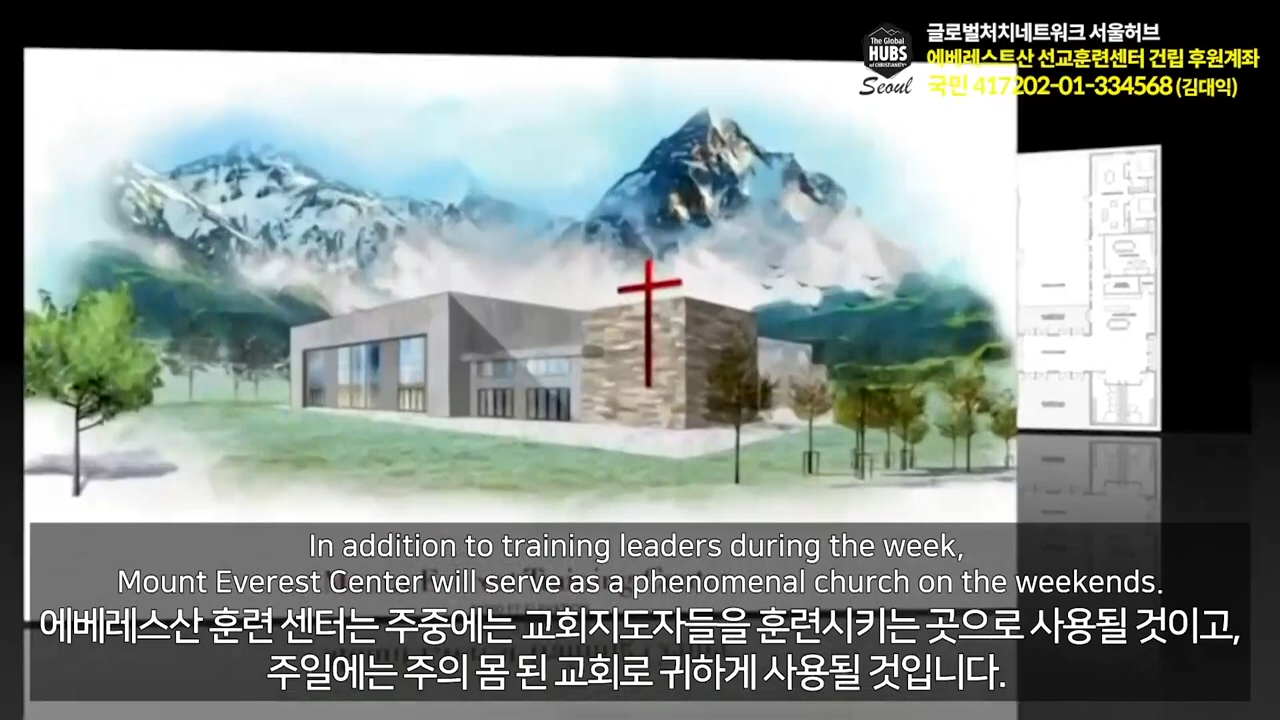 The Global
HUBS
of CHRISTIANITY
Seoul
글로벌처치네트워크 서울허브
에베레스트산 선교훈련센터 건립 후원계좌
국민 417202-01-334568 (김대익)
In addition to training leaders during the week,
Mount Everest Center will serve as a phenomenal church on the weekends.
에베레스산 훈련 센터는 주중에는 교회지도자들을 훈련시키는 곳으로 사용될 것이고,
주일에는 주의 몸 된 교회로 귀하게 사용될 것입니다.